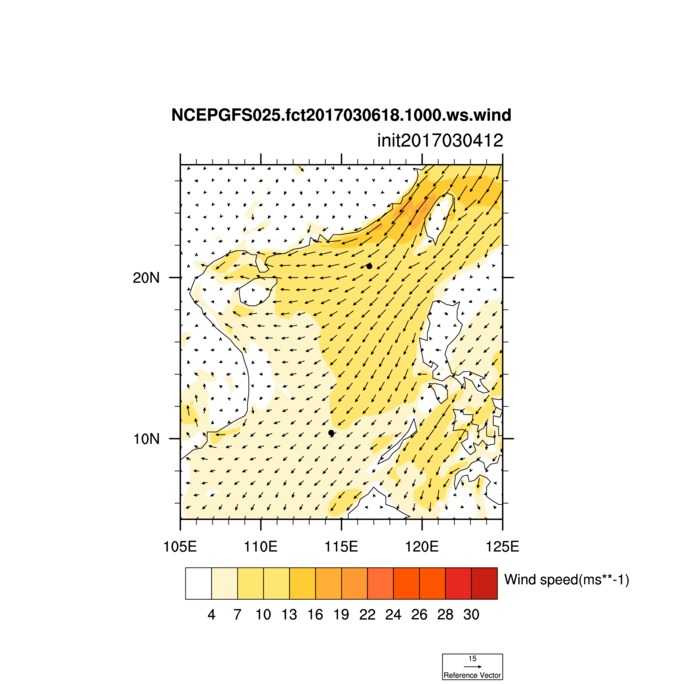 NCEPGFS025.fct2017030618.1000.ws.wind
init2017030412
20N
10N
105E 110E 115E 120E 125E
Wind speed(ms**-1)
4 7 10 13 16 19 22 24 26 28 30
15
Reference Vector